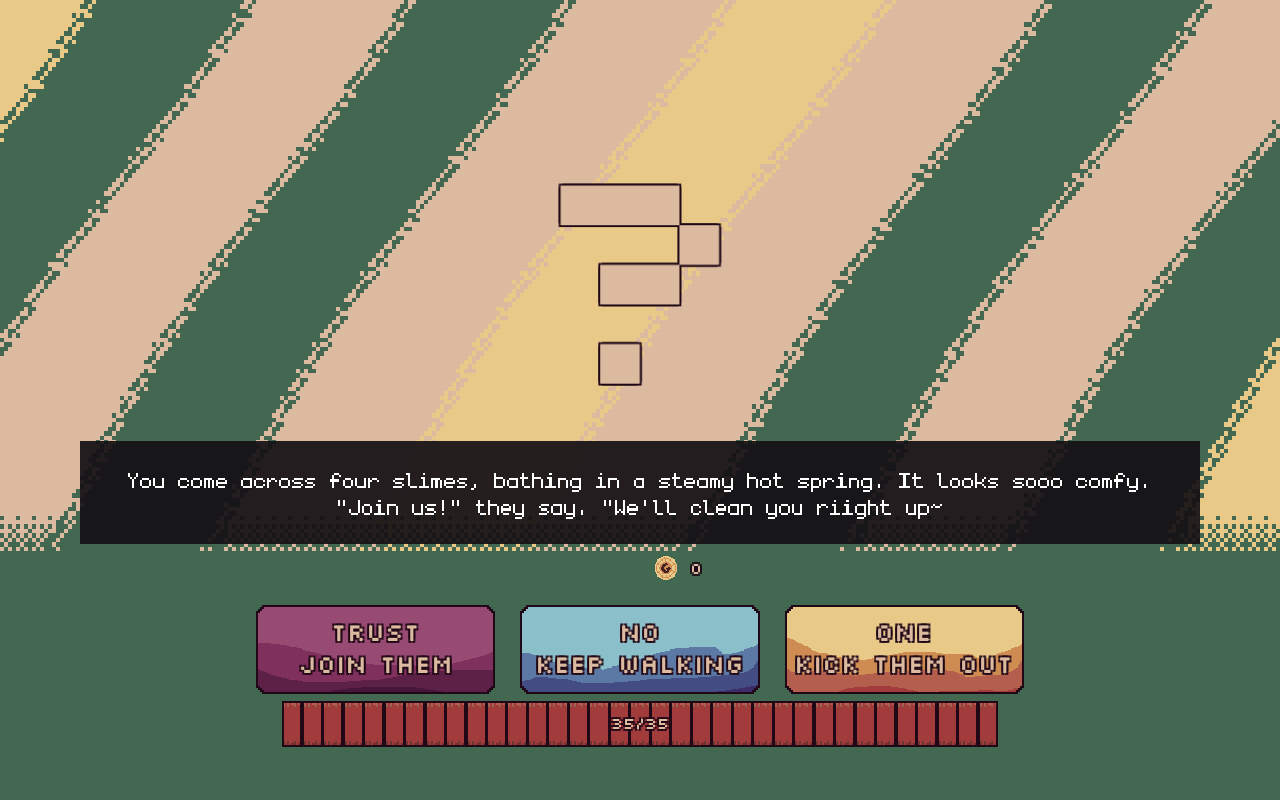 You come across four slimes, bathing in a steamy hot spring. It looks sooo comfy.
"Join us!" they say. "We'll clean you riight up~
G 0
TRUST
JOIN THEM
NO
KEEP WALKING
ONE
KICK THEM OUT
35/35